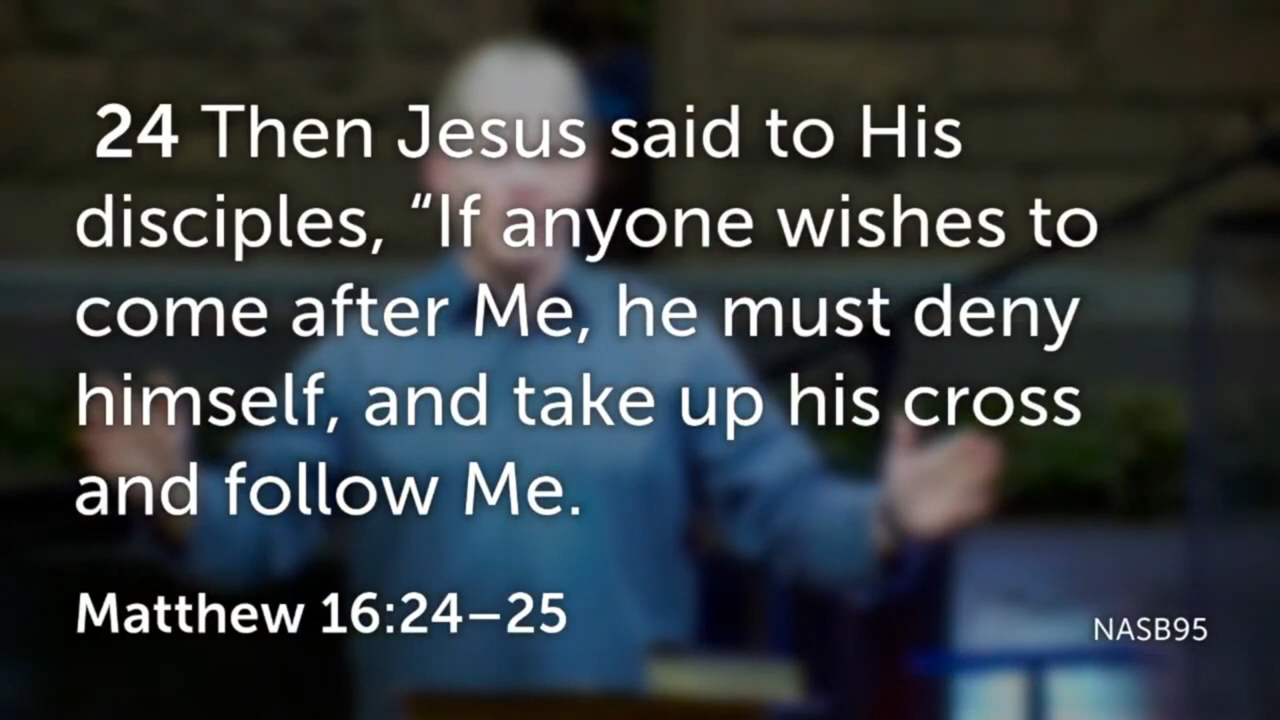 24 Then Jesus said to His
disciples, “If anyone wishes to
come after Me, he must deny
himself, and take up his cross
and follow Me.
Matthew 16:24–25
NASB95